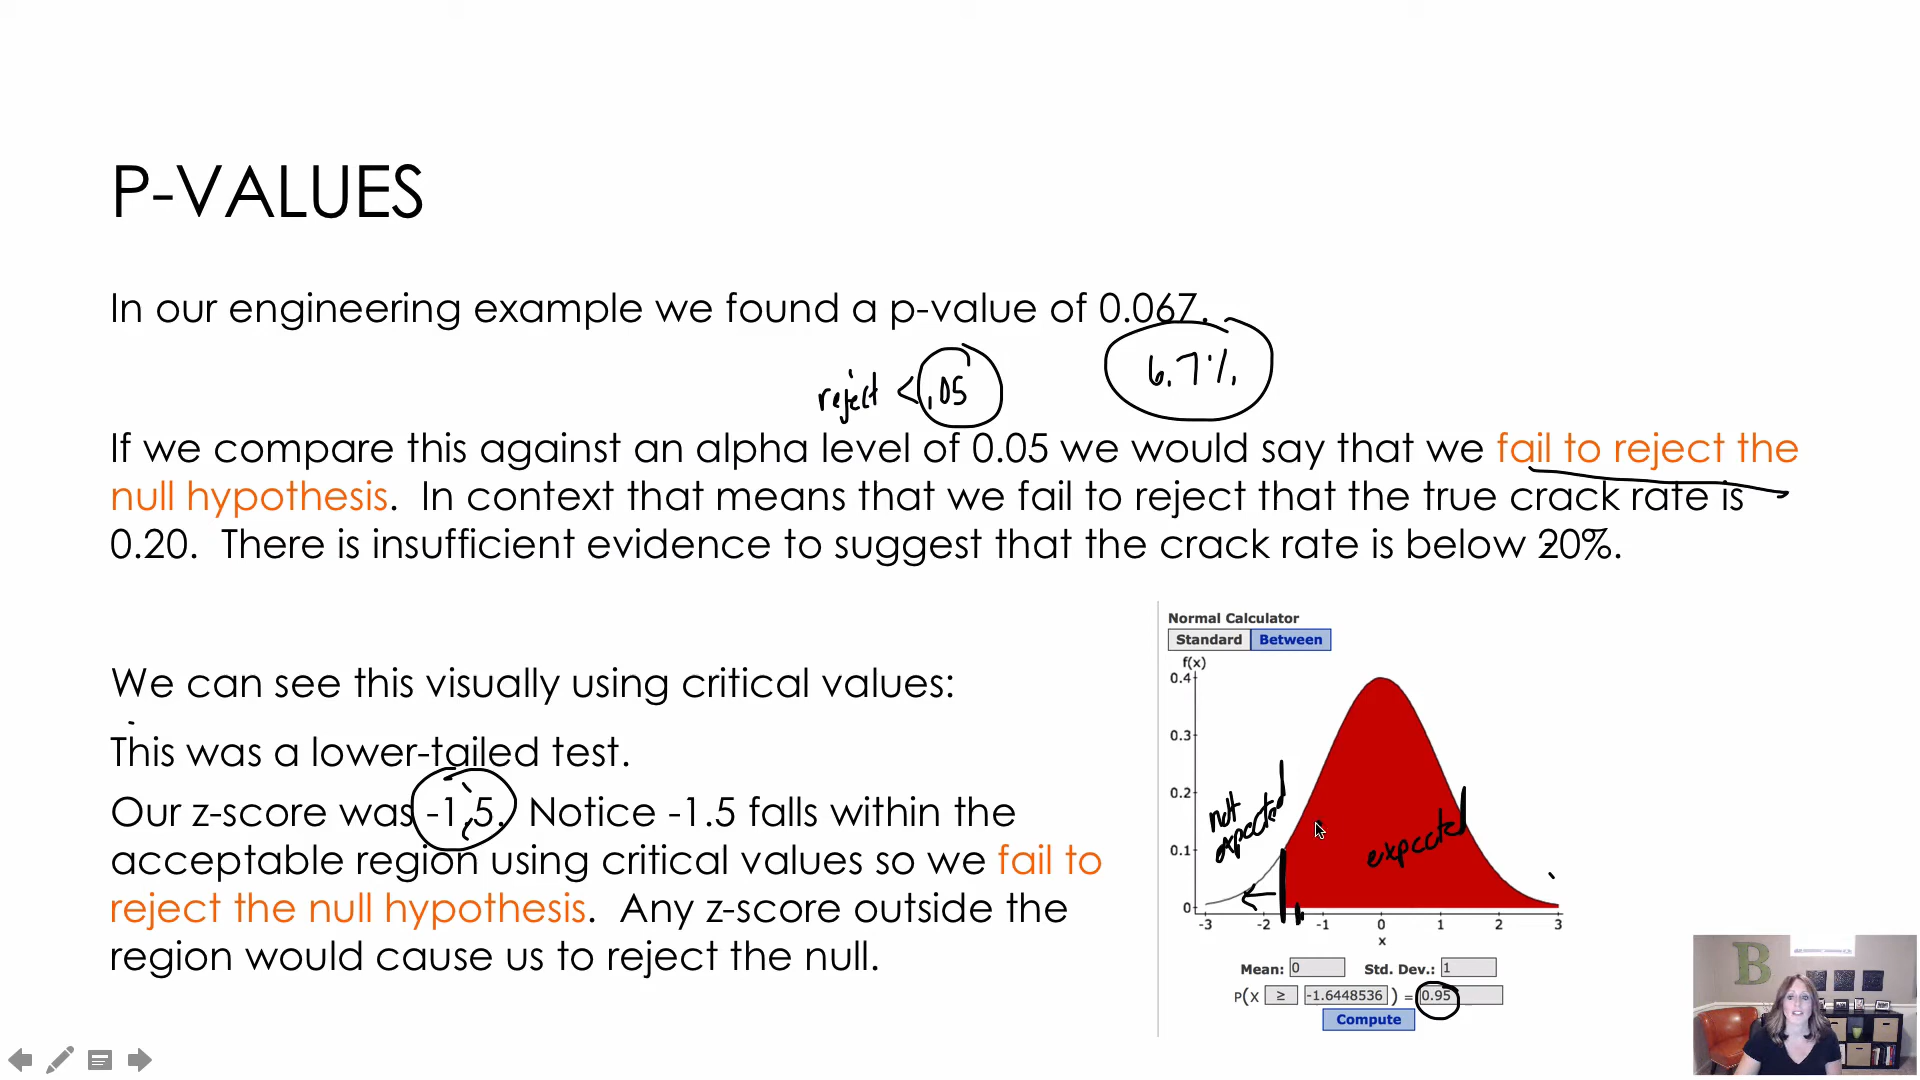 P-VALUES
In our engineering example we found a p-value of 0.067.
6.7%
reject < .05
If we compare this against an alpha level of 0.05 we would say that we fail to reject the
null hypothesis. In context that means that we fail to reject that the true crack rate is
0.20. There is insufficient evidence to suggest that the crack rate is below 20%.
We can see this visually using critical values:
This was a lower-tailed test.
Our z-score was -1.5. Notice -1.5 falls within the
acceptable region using critical values so we fail to
reject the null hypothesis. Any z-score outside the
region would cause us to reject the null.
Normal Calculator
Standard Between
f(x)
0.4
0.3
0.2
0.1
0
not
expected
expected
-3 -2 -1 0 1 2 3
x
Mean: 0 Std. Dev.: 1
P(X ≥ -1.6448536 ) = 0.95
Compute
B